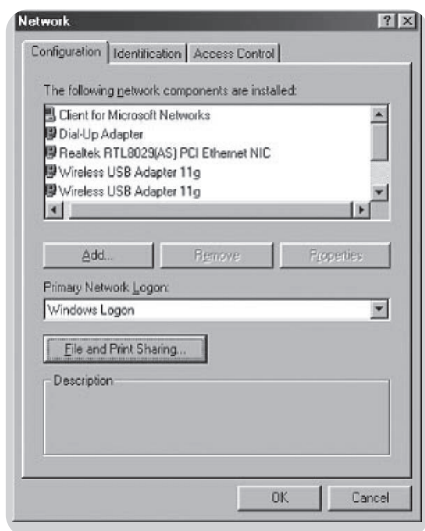 Network
Configuration Identification Access Control
The following network components are installed:
Client for Microsoft Networks
Dial-Up Adapter
Realtek RTL8029(AS) PCI Ethernet NIC
Wireless USB Adapter 11g
Wireless USB Adapter 11g
Add... Remove Properties
Primary Network Logon:
Windows Logon
File and Print Sharing...
Description
OK Cancel